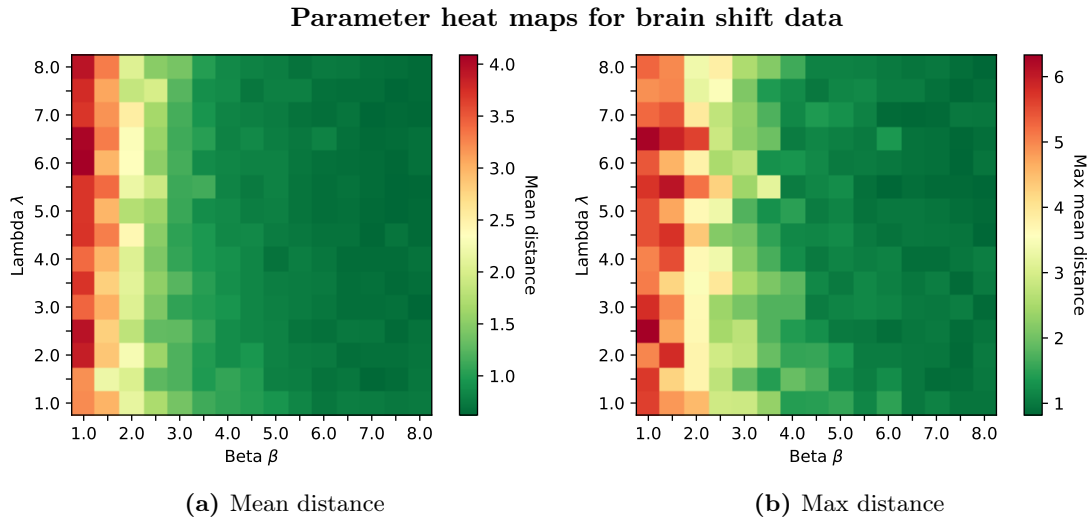 Parameter heat maps for brain shift data
8.0
7.0
6.0
5.0
4.0
3.0
2.0
1.0
Lambda λ
1.0 2.0 3.0 4.0 5.0 6.0 7.0 8.0
Beta β
4.0
3.5
3.0
2.5
2.0
1.5
1.0
Mean distance
(a) Mean distance
8.0
7.0
6.0
5.0
4.0
3.0
2.0
1.0
Lambda λ
1.0 2.0 3.0 4.0 5.0 6.0 7.0 8.0
Beta β
6
5
4
3
2
1
Max mean distance
(b) Max distance